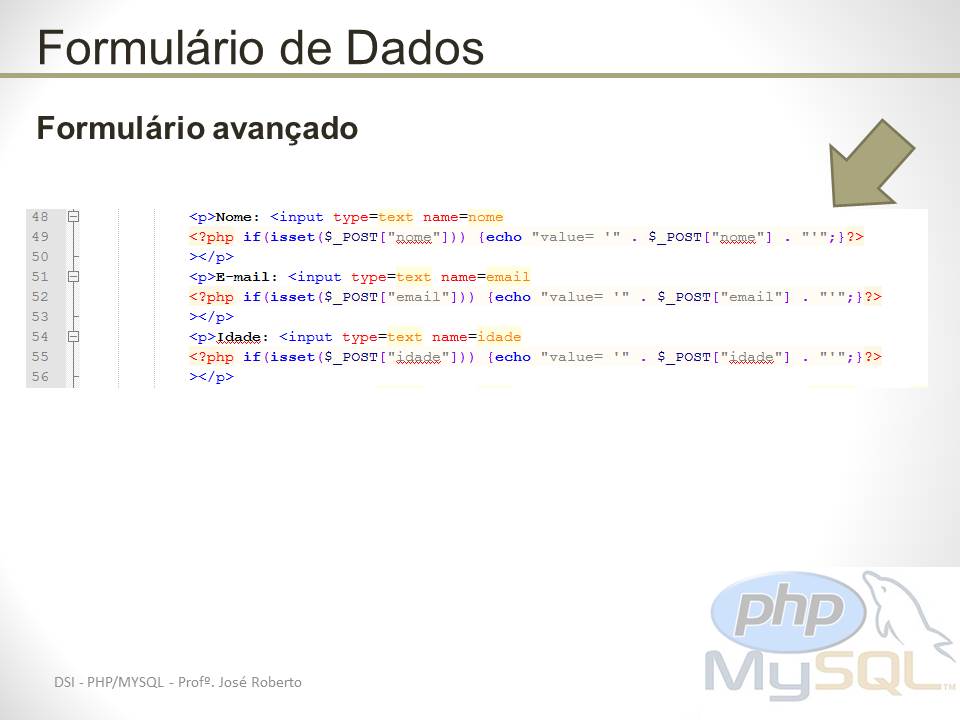 Formulário de Dados
Formulário avançado
48 <p>Nome: <input type=text name=nome
49 <?php if(isset($_POST["nome"])) {echo "value= '" . $_POST["nome"] . "'";}?>
50 ></p>
51 <p>E-mail: <input type=text name=email
52 <?php if(isset($_POST["email"])) {echo "value= '" . $_POST["email"] . "'";}?>
53 ></p>
54 <p>Idade: <input type=text name=idade
55 <?php if(isset($_POST["idade"])) {echo "value= '" . $_POST["idade"] . "'";}?>
56 ></p>
php
MySQL™
DSI - PHP/MYSQL - Profº. José Roberto